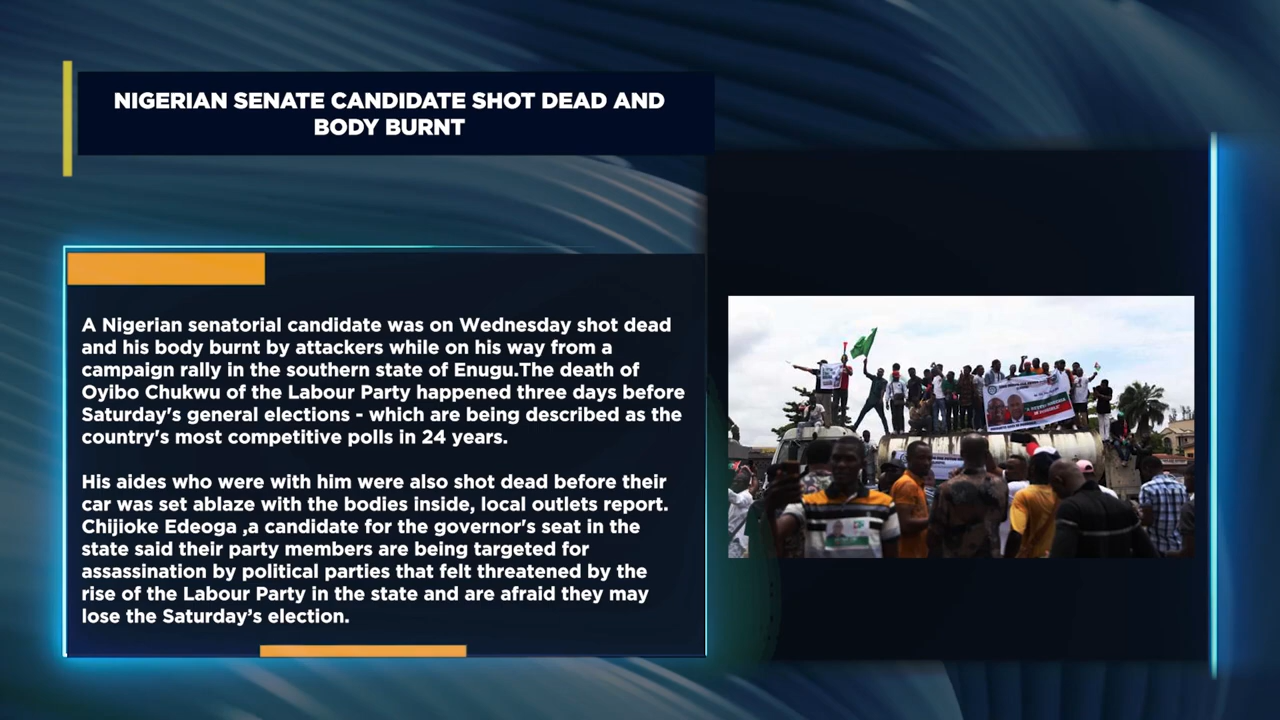 NIGERIAN SENATE CANDIDATE SHOT DEAD AND
BODY BURNT
A Nigerian senatorial candidate was on Wednesday shot dead
and his body burnt by attackers while on his way from a
campaign rally in the southern state of Enugu.The death of
Oyibo Chukwu of the Labour Party happened three days before
Saturday's general elections - which are being described as the
country's most competitive polls in 24 years.
His aides who were with him were also shot dead before their
car was set ablaze with the bodies inside, local outlets report.
Chijioke Edeoga ,a candidate for the governor's seat in the
state said their party members are being targeted for
assassination by political parties that felt threatened by the
rise of the Labour Party in the state and are afraid they may
lose the Saturday’s election.